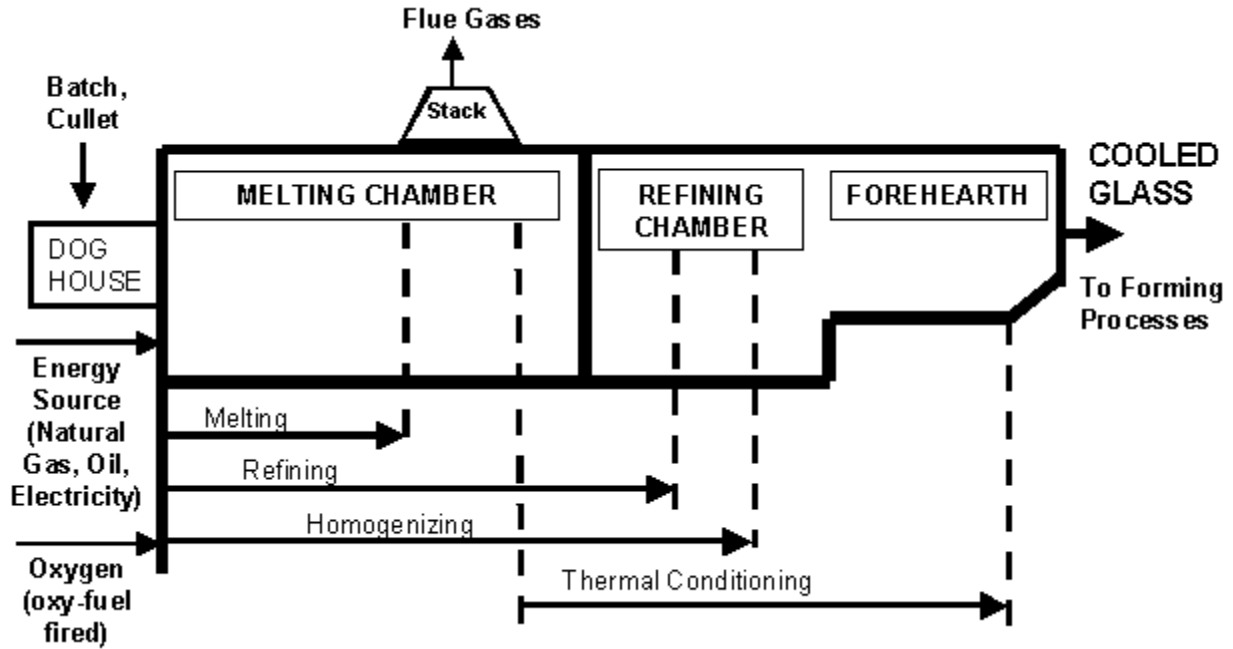 Flue Gases
Batch,
Cullet
Stack
MELTING CHAMBER
REFINING
CHAMBER
FOREHEARTH
COOLED
GLASS
DOG
HOUSE
To Forming
Processes
Energy
Source
(Natural
Gas, Oil,
Electricity)
Melting
Refining
Homogenizing
Oxygen
(oxy-fuel
fired)
Thermal Conditioning